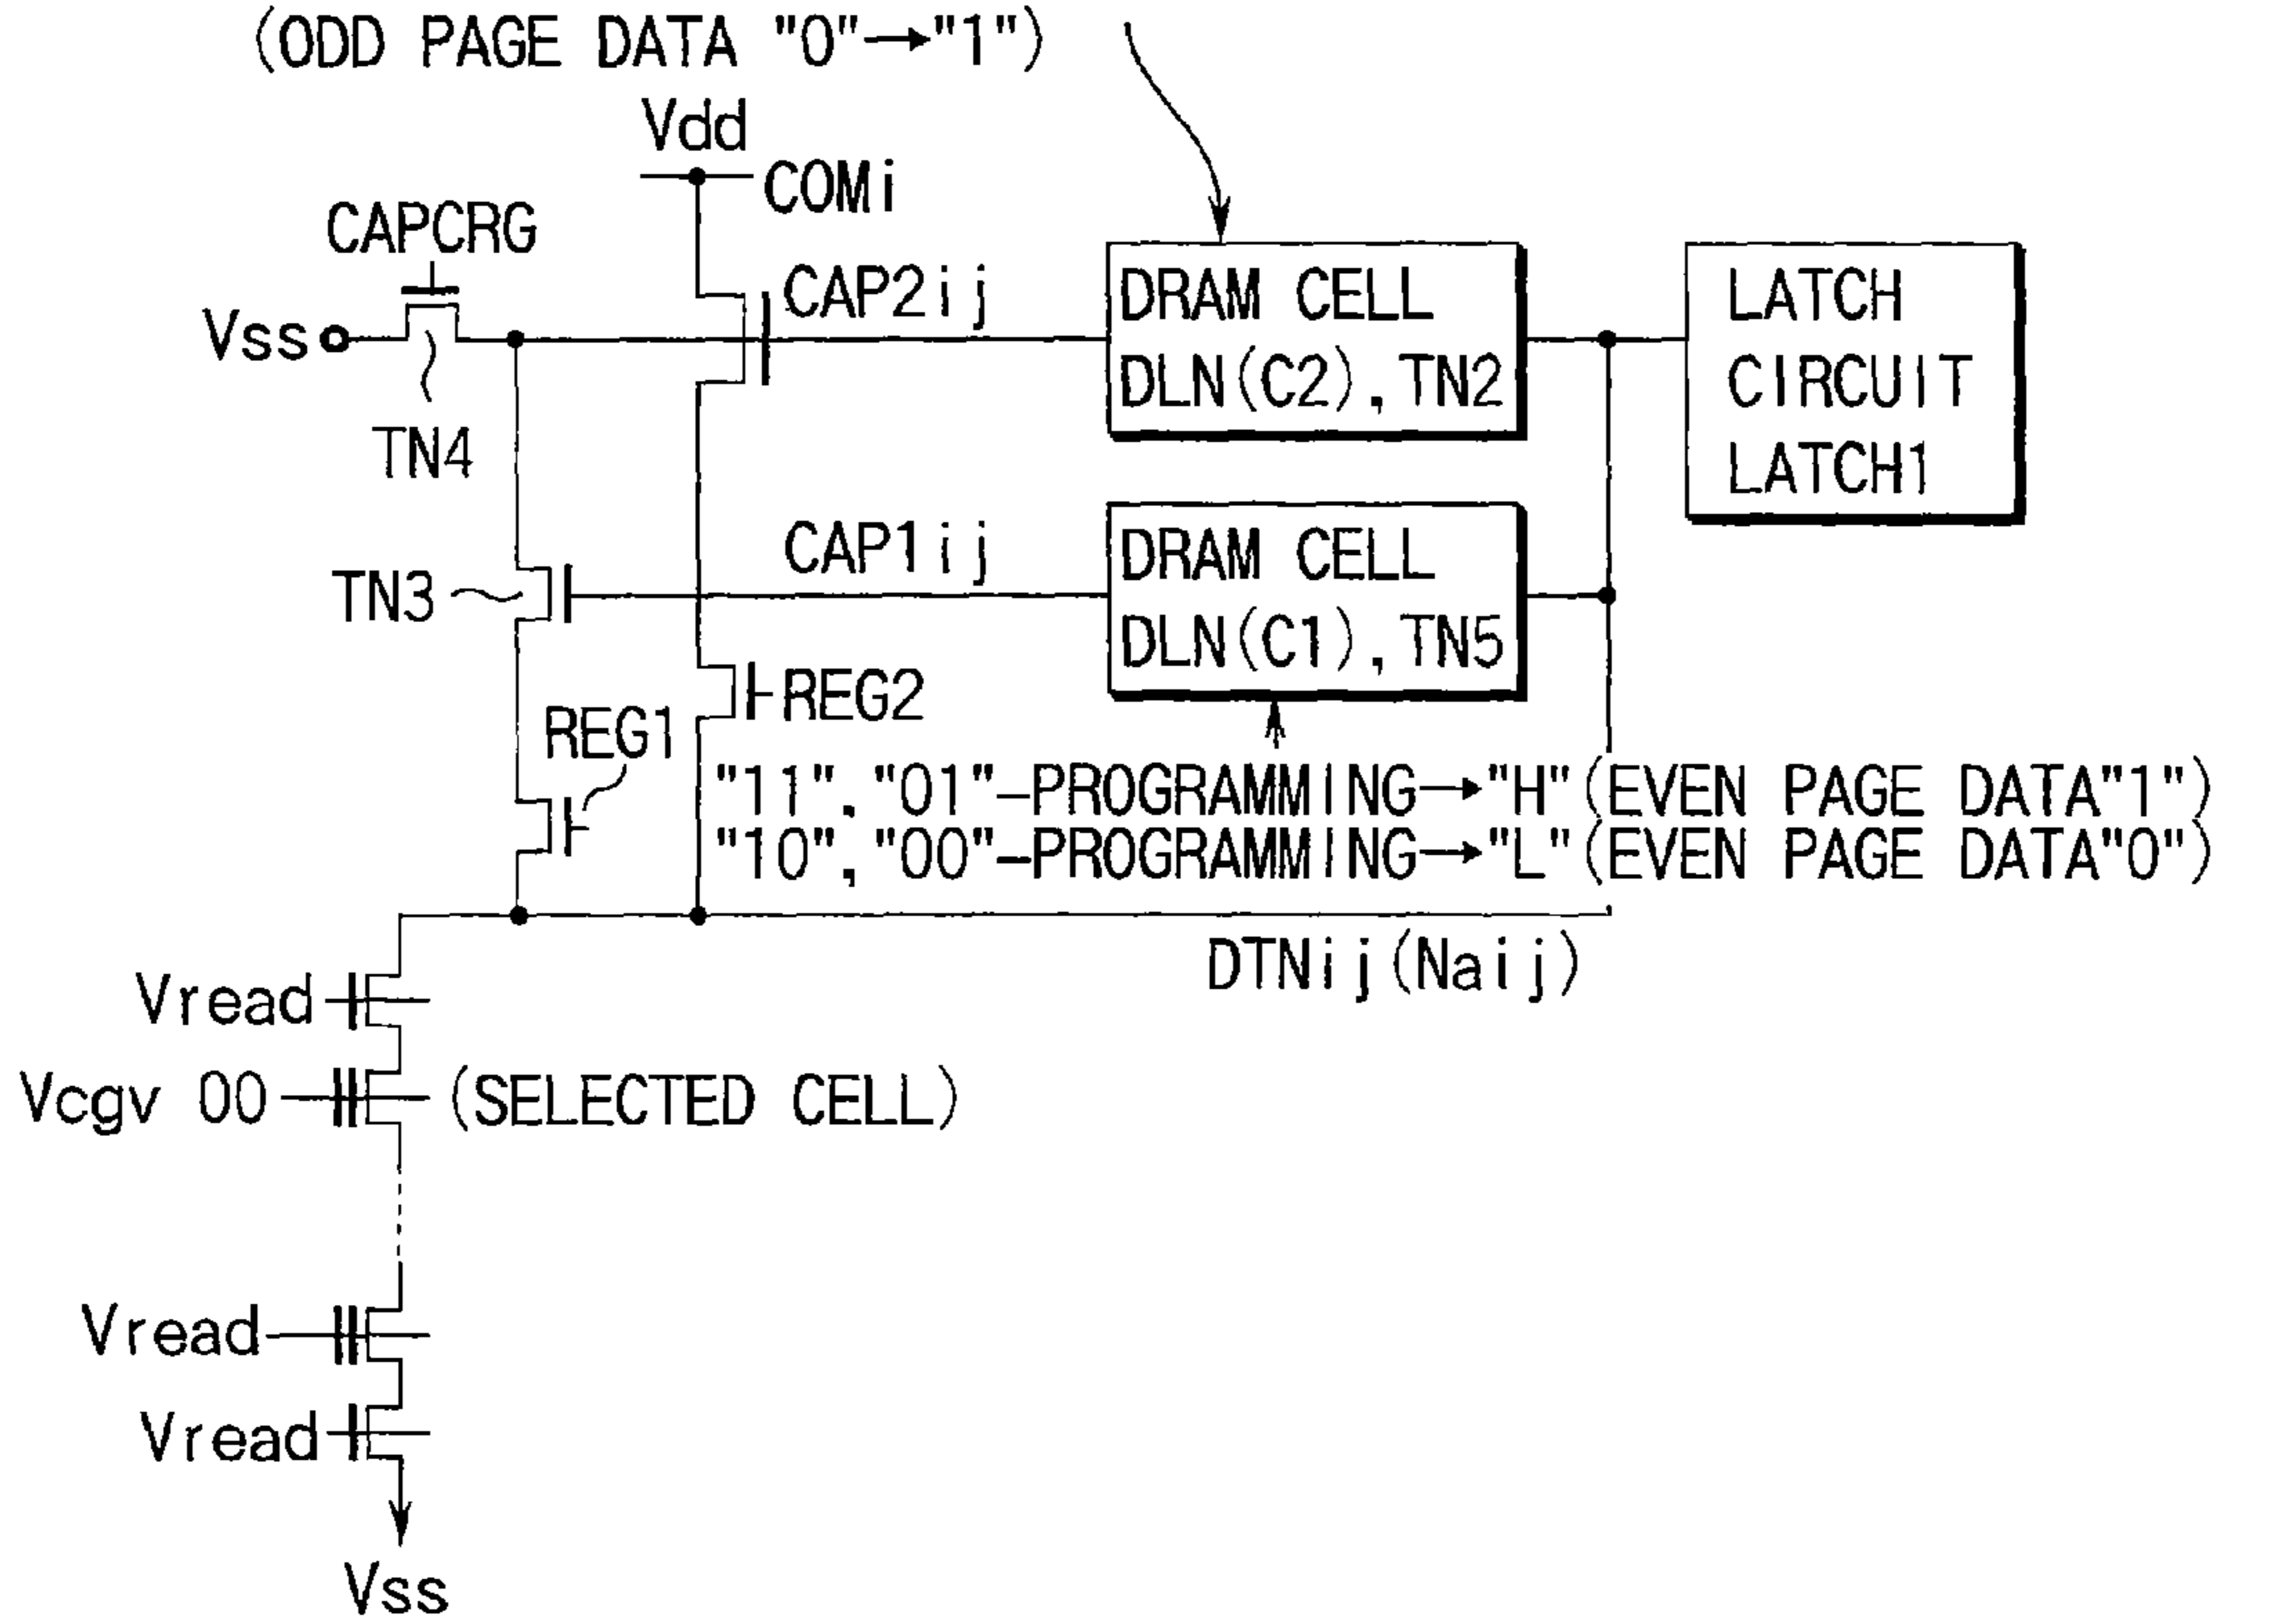 (ODD PAGE DATA "0"→"1")
Vdd
COMi
CAPCRG
CAP2ij
Vss
TN4
DRAM CELL
DLN(C2), TN2
LATCH
CIRCUIT
LATCH1
CAP1ij
TN3
DRAM CELL
DLN(C1), TN5
REG2
REG1
"11", "01"-PROGRAMMING→"H"(EVEN PAGE DATA"1")
"10", "00"-PROGRAMMING→"L"(EVEN PAGE DATA"0")
DTNij(Naij)
Vread
Vcgv 00
(SELECTED CELL)
Vread
Vread
Vss